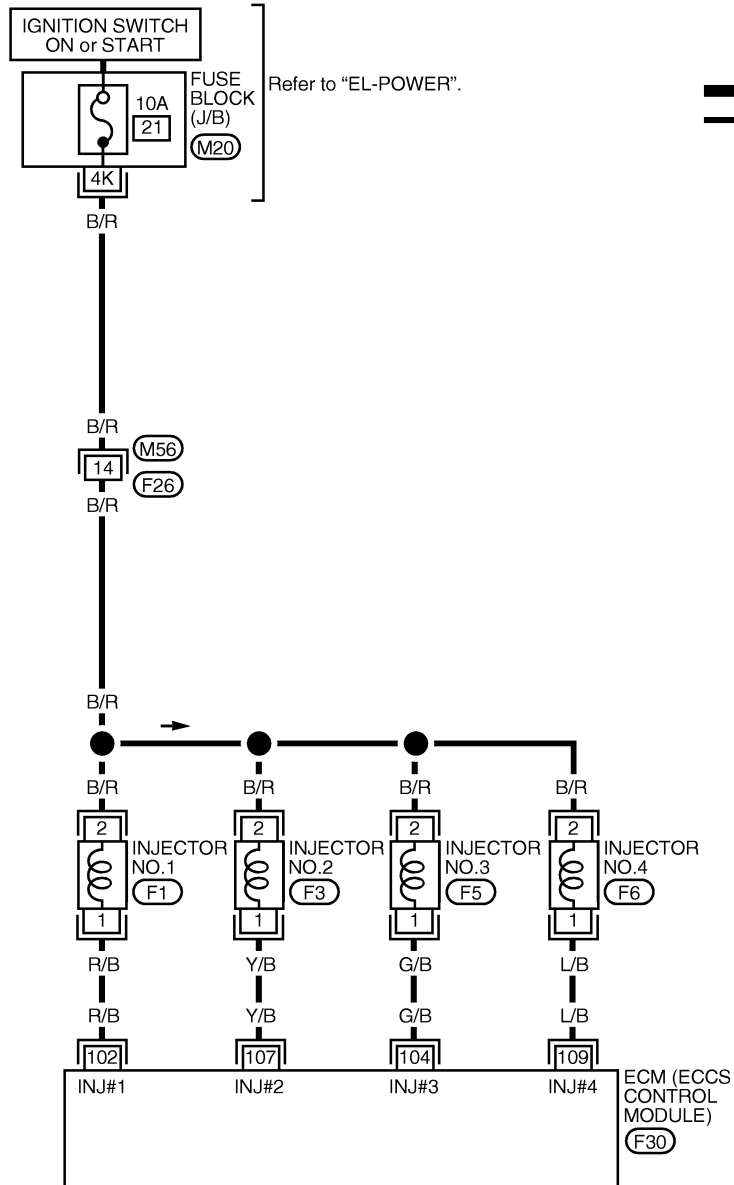 IGNITION SWITCH
ON or START
FUSE
BLOCK
(J/B)
10A
21
M20
Refer to “EL-POWER”.
4K
B/R
B/R
M56
14
F26
B/R
B/R
B/R B/R B/R B/R
2 2 2 2
INJECTOR
NO.1
F1
INJECTOR
NO.2
F3
INJECTOR
NO.3
F5
INJECTOR
NO.4
F6
1 1 1 1
R/B Y/B G/B L/B
R/B Y/B G/B L/B
102 107 104 109
INJ#1 INJ#2 INJ#3 INJ#4
ECM (ECCS
CONTROL
MODULE)
F30